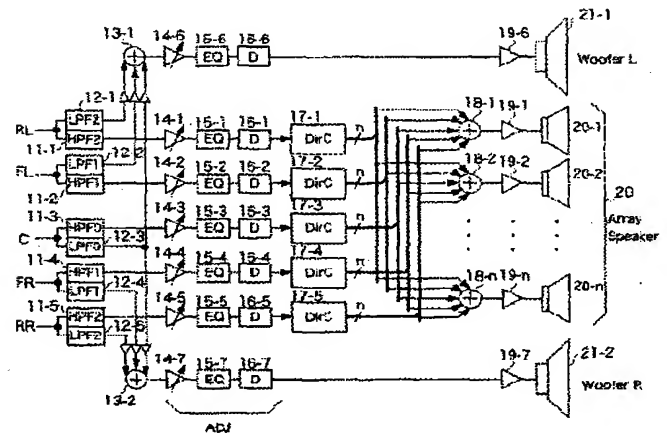 21-1
13-1 14-6 15-6 16-6 19-6
EQ D
Woofer L
12-1
RL LPF2
11-1 HPF2 12-2
14-1 15-1 16-1 17-1 n
EQ D DirC
18-1 19-1
20-1
FL LPF1
11-2 HPF1
14-2 15-2 16-2 17-2 n
EQ D DirC
18-2 19-2
20-2
20
Array
Speaker
11-3 HPF0
C LPF0 12-3
14-3 15-3 16-3 17-3 n
EQ D DirC
11-4 HPF1
FR LPF1 12-4
14-4 15-4 16-4 17-4 n
EQ D DirC
11-5 HPF2
RR LPF2 12-5
14-5 15-5 16-5 17-5 n
EQ D DirC
18-n 19-n
20-n
13-2 14-7 15-7 16-7 19-7
EQ D
21-2
Woofer R
ADJ